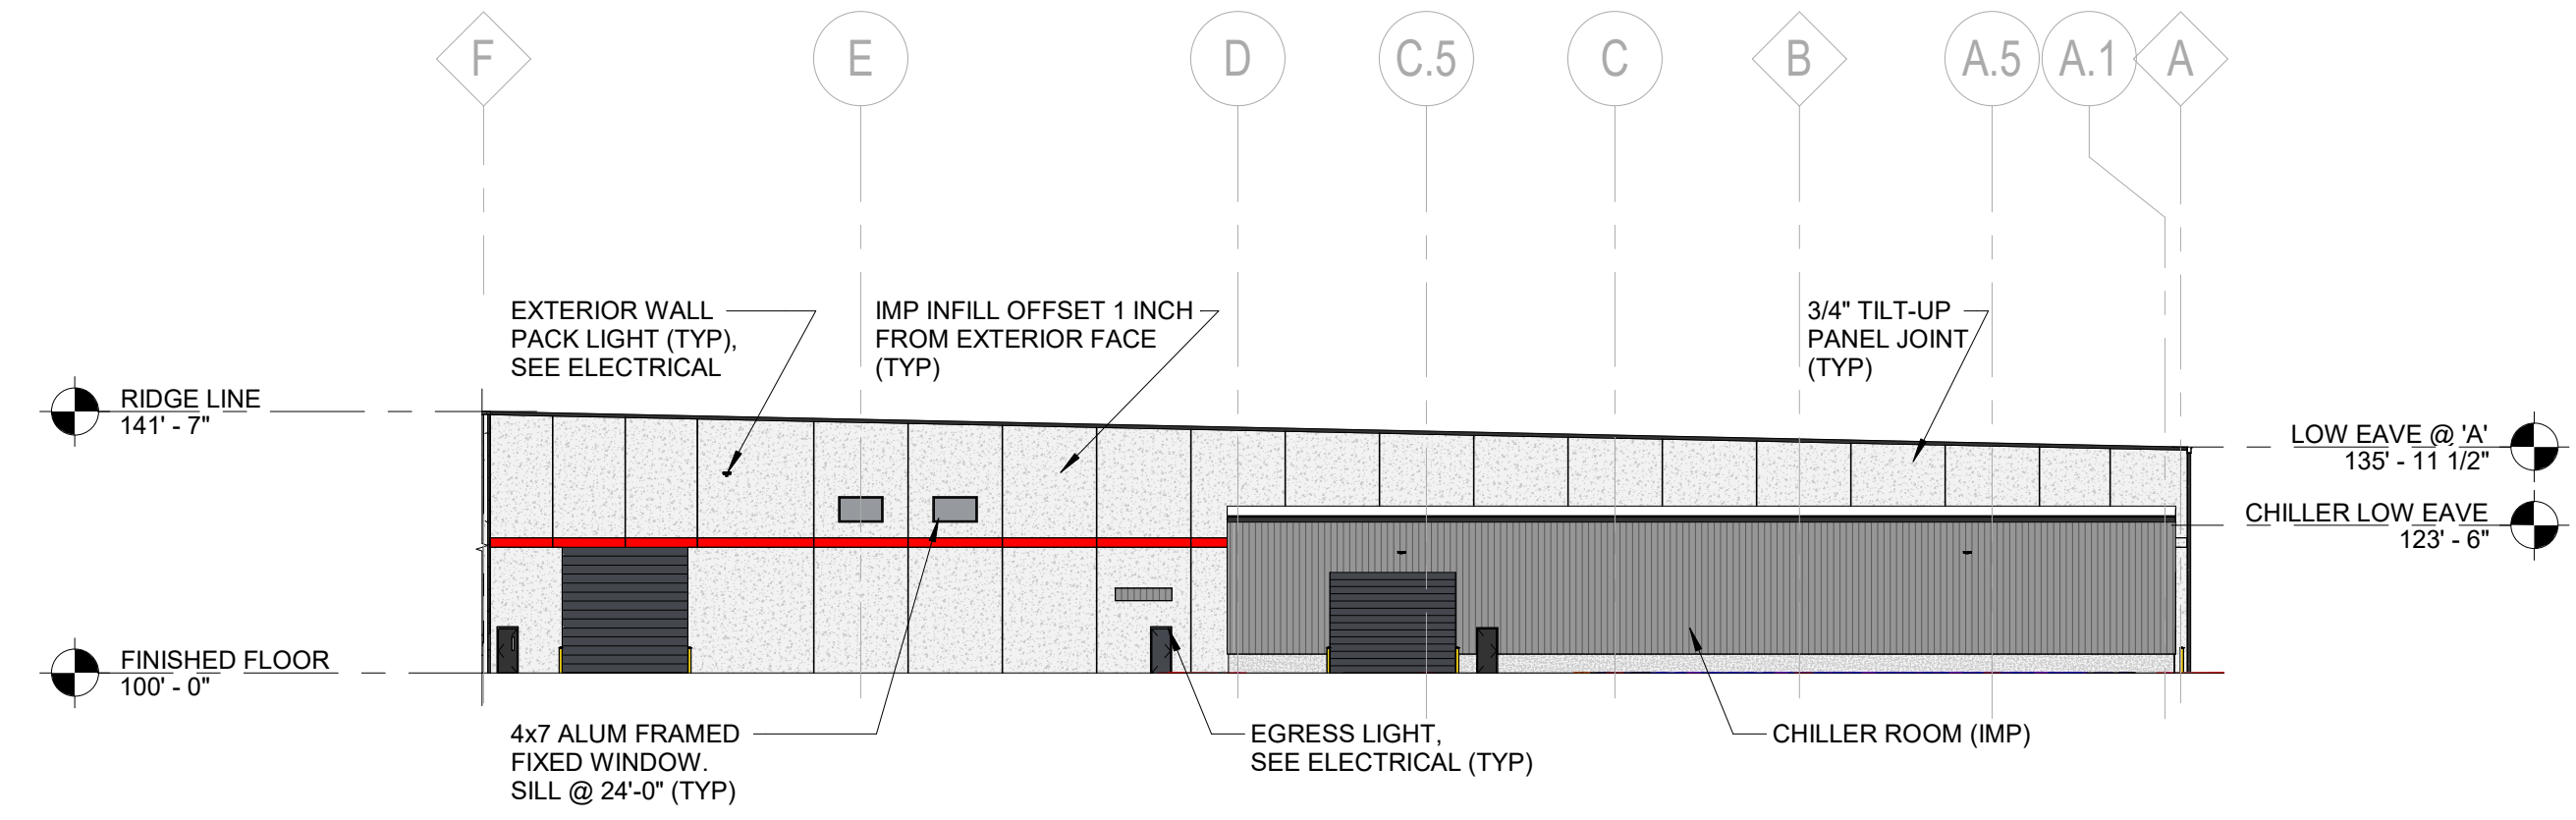 F
E
D
C.5
C
B
A.5
A.1
A
EXTERIOR WALL
PACK LIGHT (TYP),
SEE ELECTRICAL
IMP INFILL OFFSET 1 INCH
FROM EXTERIOR FACE
(TYP)
3/4" TILT-UP
PANEL JOINT
(TYP)
RIDGE LINE
141' - 7"
LOW EAVE @ 'A'
135' - 11 1/2"
CHILLER LOW EAVE
123' - 6"
FINISHED FLOOR
100' - 0"
4x7 ALUM FRAMED
FIXED WINDOW.
SILL @ 24'-0" (TYP)
EGRESS LIGHT,
SEE ELECTRICAL (TYP)
CHILLER ROOM (IMP)